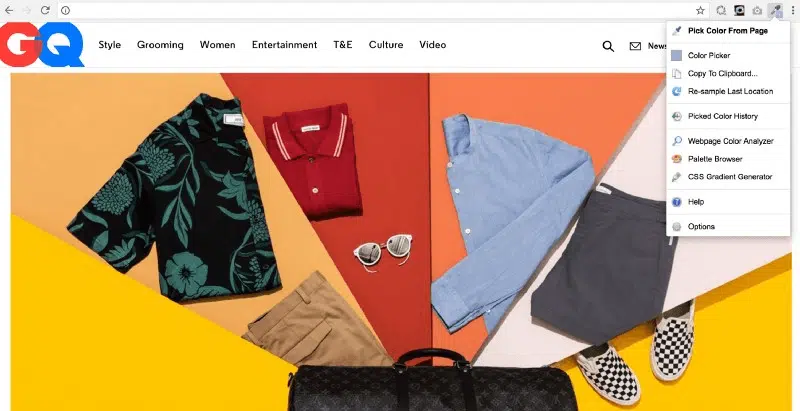 GQ
Style Grooming Women Entertainment T&E Culture Video
News
Pick Color From Page
Color Picker
Copy To Clipboard...
Re-sample Last Location
Picked Color History
Webpage Color Analyzer
Palette Browser
CSS Gradient Generator
Help
Options